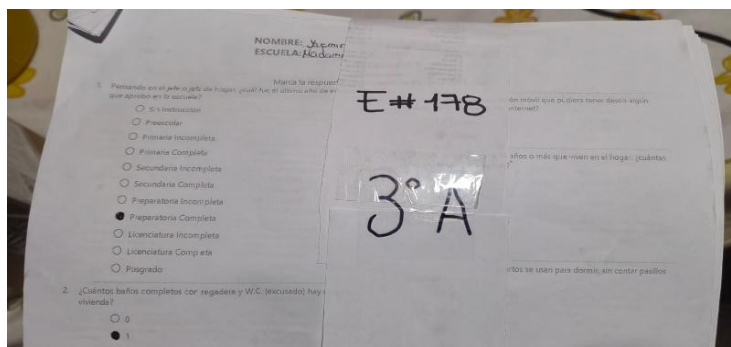 NOMBRE:
ESCUELA:
Marca la respue
1. Pensando en el jefe o jefa de hogar, ¿cuál fue el último año de e
que aprobó en la escuela?
Sin instrucción
Preescolar
Primaria Incompleta
Primaria Completa
Secundaria Incompleta
Secundaria Completa
Preparatoria Incompleta
Preparatoria Completa
Licenciatura Incompleta
Licenciatura Completa
Posgrado
2. ¿Cuántos baños completos con regadera y W.C. (excusado) hay
vivienda?
0
1
E#178
3° A
internet?
años o más que viven en el hogar, ¿cuántas
rtos se usan para dormir, sin contar pasillos